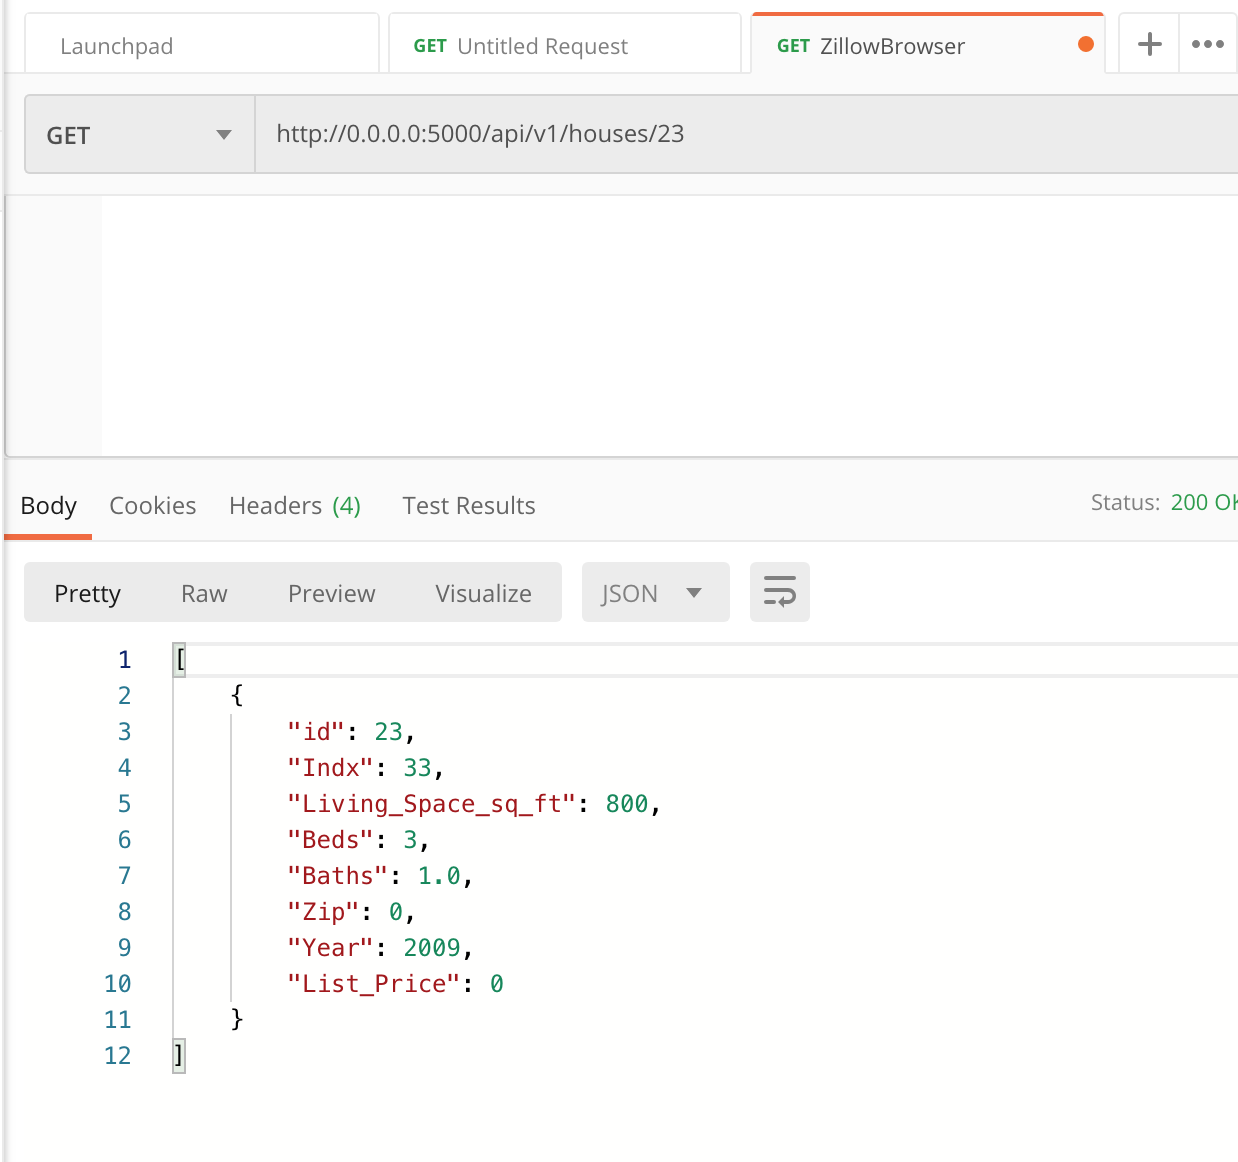 Launchpad
GET Untitled Request
GET ZillowBrowser
GET
http://0.0.0.0:5000/api/v1/houses/23
Body Cookies Headers (4) Test Results
Status: 200 OK
Pretty Raw Preview Visualize JSON
1 [
2 {
3 "id": 23,
4 "Indx": 33,
5 "Living_Space_sq_ft": 800,
6 "Beds": 3,
7 "Baths": 1.0,
8 "Zip": 0,
9 "Year": 2009,
10 "List_Price": 0
11 }
12 ]